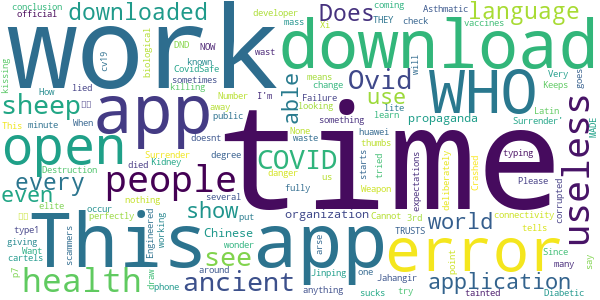 conclusion
official
downloaded
Does
developer
mass
THEY
check
Asthmatic
language
Xi
coming
vaccines
biological
DND
NOW
wast
will
goes
kissing
CovidSafe
known
killing
work
download
time
WHO
This app
app
open
error
people
useless
sheep
Ovid
able
use
lite
propaganda
Surrender
Latin
MADE
How
lied
sometimes
Number
I'm
away
Failure
looking
means
change
public
cv19
This
minute
When
doesnt
waste
None
something
huawei
learn
thumbs
COVID
tried
typing
Kidney
degree
danger
us
Weapon
starts
expectations
deliberately
Crashed
Please
corrupted
Since
even
every
died
Surrender
Destruction
nothing
several
show
put
fully
occur
perfectly
organization
Cannot
3rd
TRUSTS
connectivity
tells
many
type1
elite
scammers
Engineered
working
Chinese
wonder
see
world
giving
Want
cartels
p7
health
draw
phone
ancient
arse
around
anything
Jinping
one
sucks
Jahangir
try
application
point
tainted
Very
Keeps
Diabetic
say